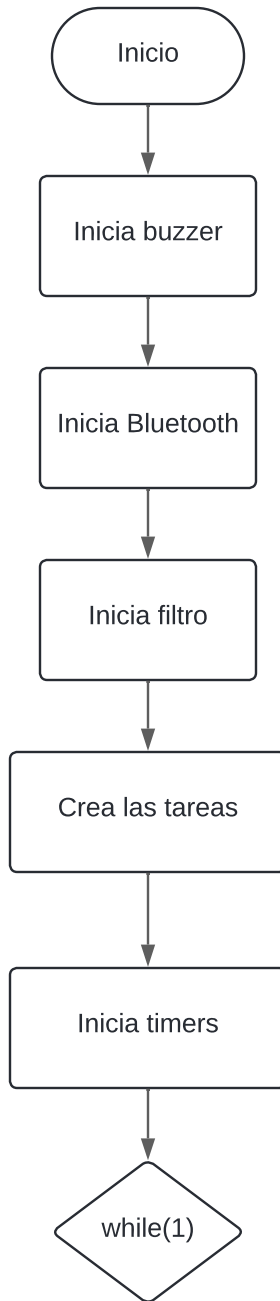 Inicio
Inicia buzzer
Inicia Bluetooth
Inicia filtro
Crea las tareas
Inicia timers
while(1)